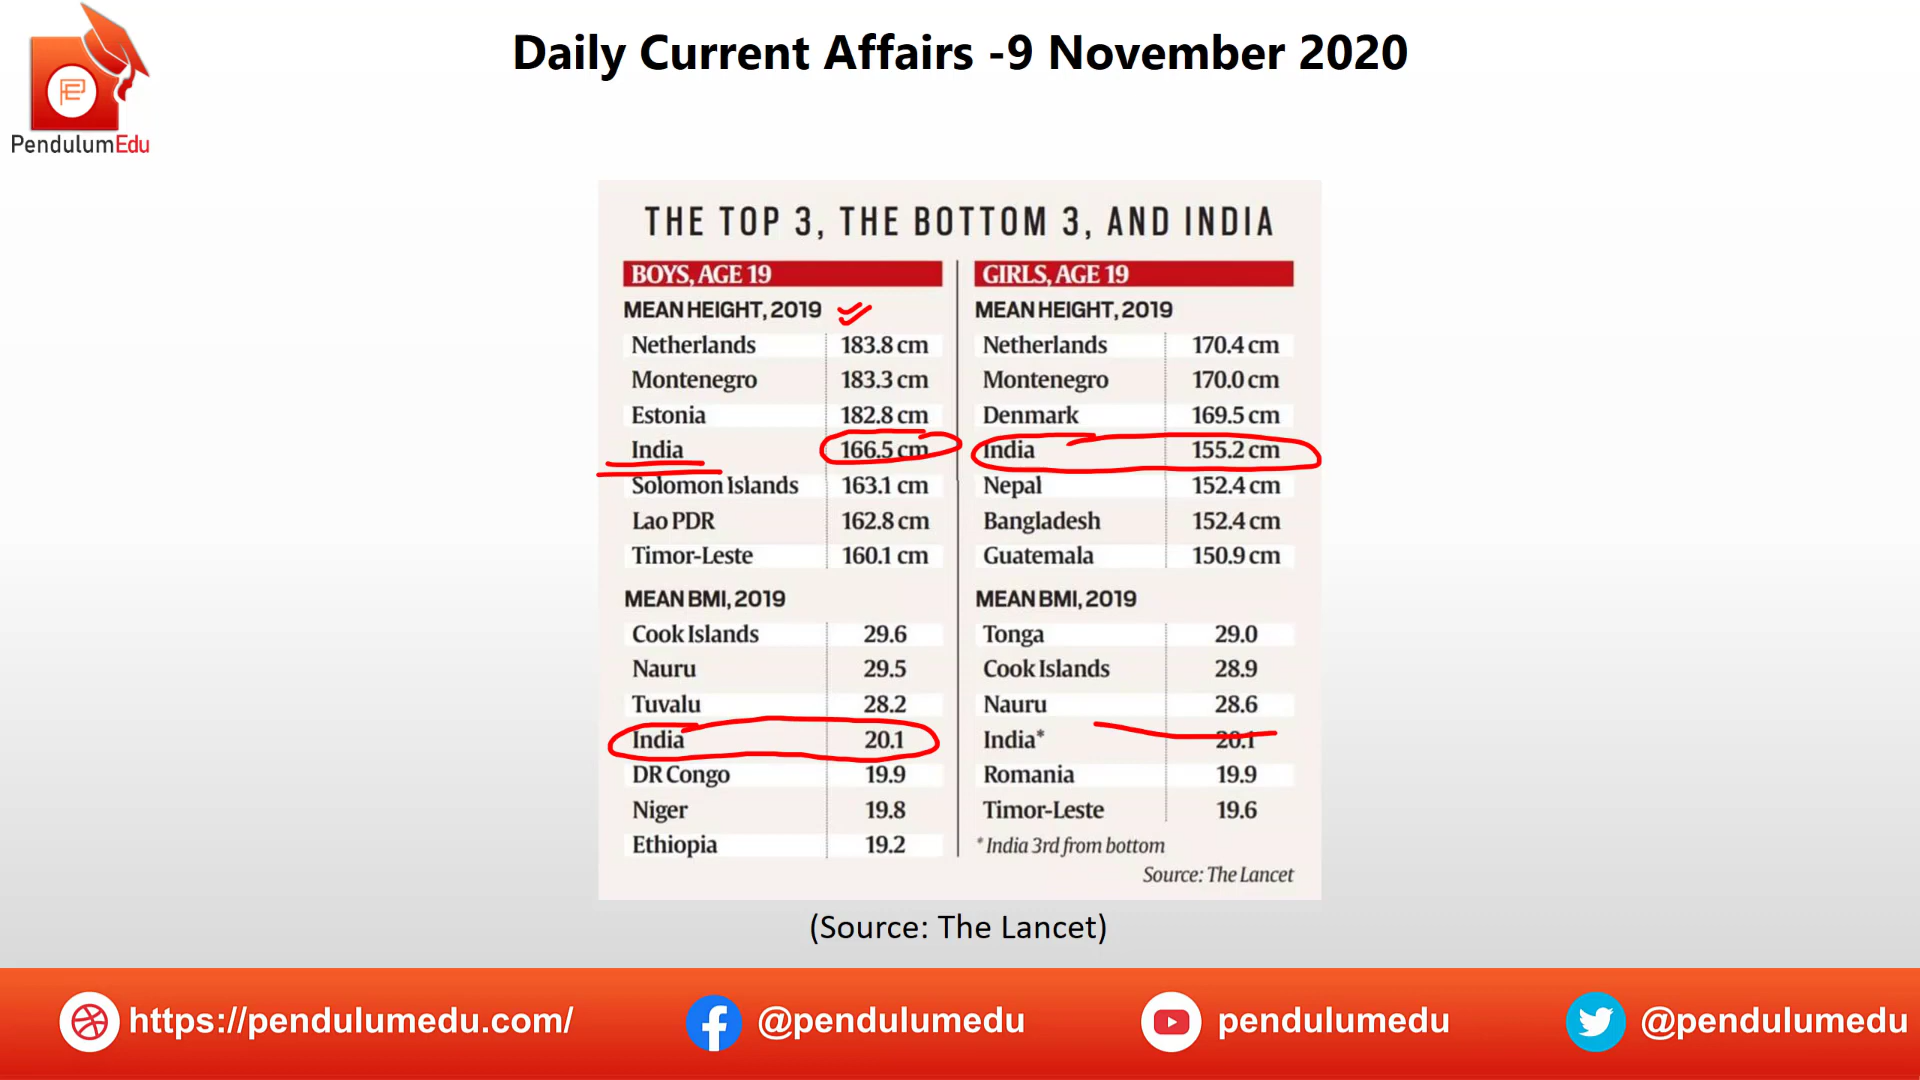 Daily Current Affairs -9 November 2020
PendulumEdu
THE TOP 3, THE BOTTOM 3, AND INDIA
BOYS, AGE 19
MEAN HEIGHT, 2019
Netherlands 183.8 cm
Montenegro 183.3 cm
Estonia 182.8 cm
India 166.5 cm
Solomon Islands 163.1 cm
Lao PDR 162.8 cm
Timor-Leste 160.1 cm
MEAN BMI, 2019
Cook Islands 29.6
Nauru 29.5
Tuvalu 28.2
India 20.1
DR Congo 19.9
Niger 19.8
Ethiopia 19.2
GIRLS, AGE 19
MEAN HEIGHT, 2019
Netherlands 170.4 cm
Montenegro 170.0 cm
Denmark 169.5 cm
India 155.2 cm
Nepal 152.4 cm
Bangladesh 152.4 cm
Guatemala 150.9 cm
MEAN BMI, 2019
Tonga 29.0
Cook Islands 28.9
Nauru 28.6
India* 20.1
Romania 19.9
Timor-Leste 19.6
* India 3rd from bottom
Source: The Lancet
(Source: The Lancet)
https://pendulumedu.com/ @pendulumedu pendulumedu @pendulumedu